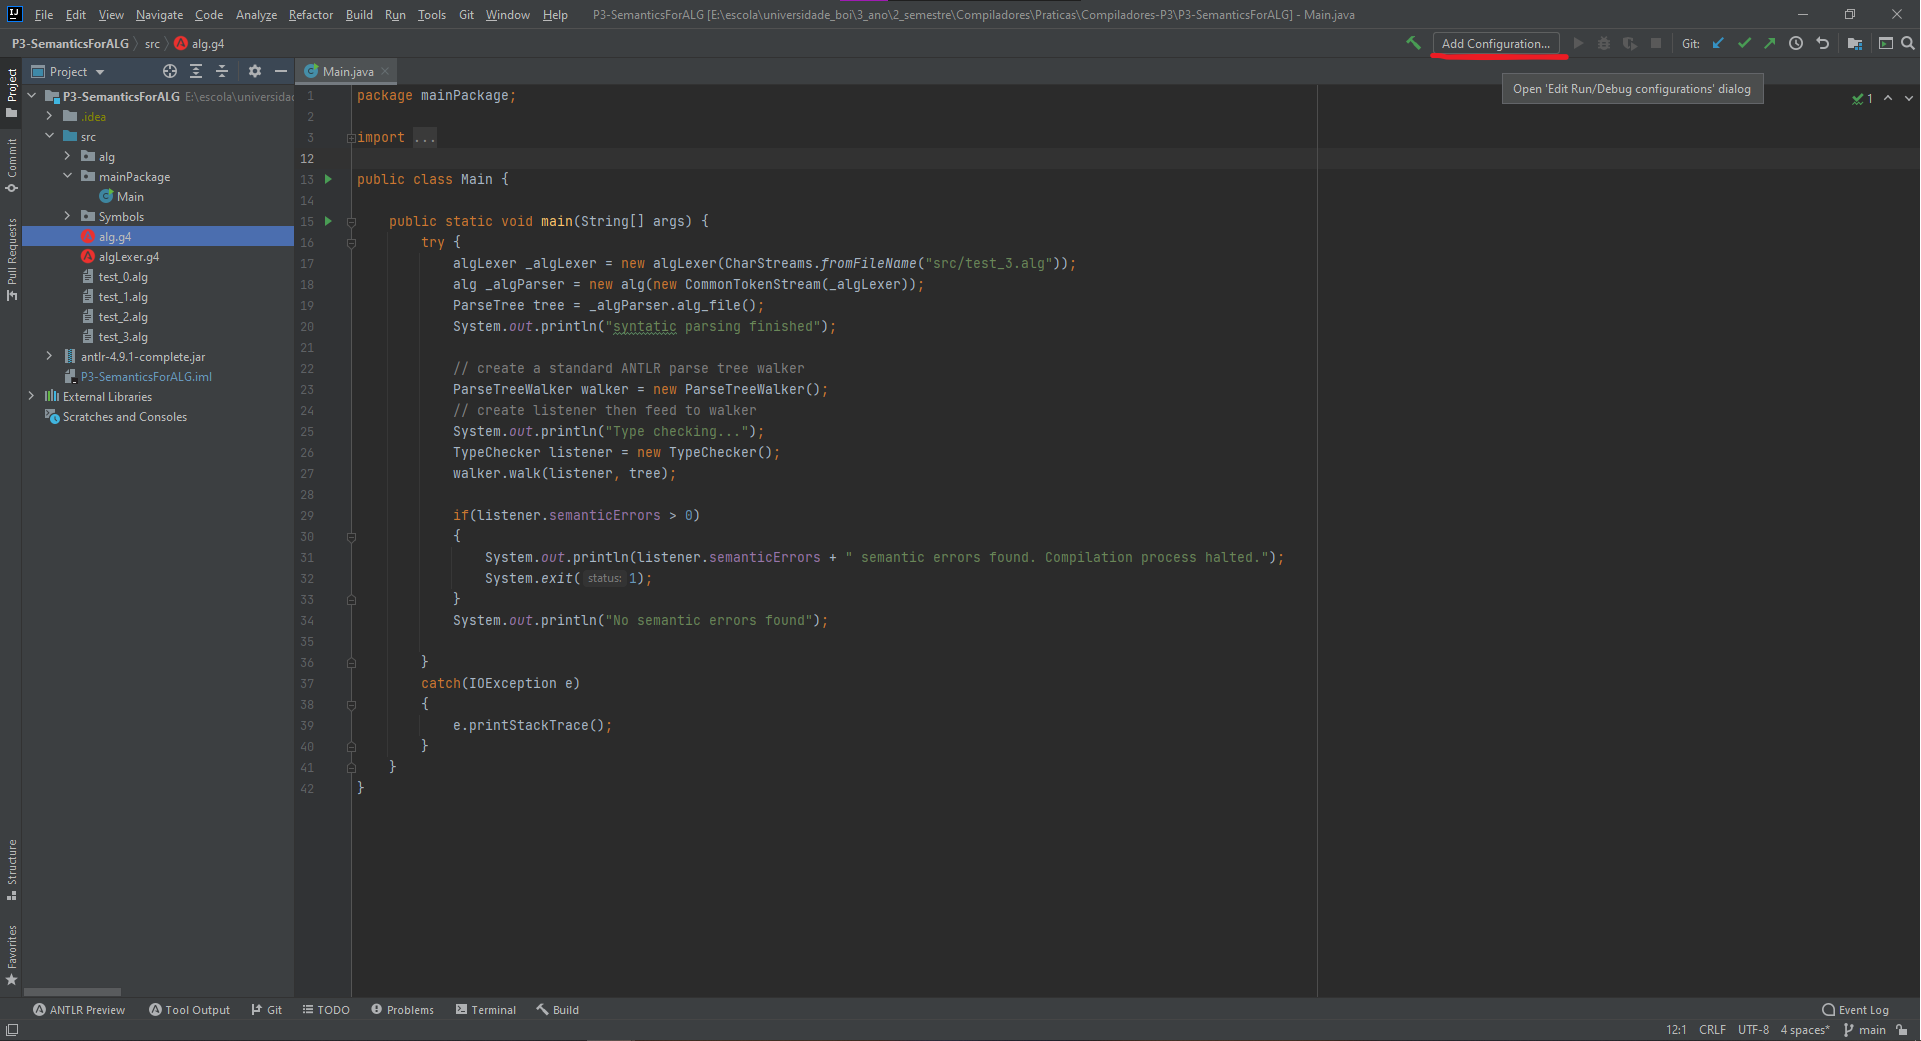 File Edit View Navigate Code Analyze Refactor Build Run Tools Git Window Help P3-SemanticsForALG [E:\escola\universidade_boi\3_ano\2_semestre\Compiladores\Praticas\Compiladores-P3\P3-SemanticsForALG] - Main.java
P3-SemanticsForALG src alg.g4 Add Configuration... Git:
Project Main.java
Open 'Edit Run/Debug configurations' dialog
1
Project
Commit
Pull Requests
Structure
Favorites
P3-SemanticsForALG E:\escola\universidad
.idea
src
alg
mainPackage
Main
Symbols
alg.g4
algLexer.g4
test_0.alg
test_1.alg
test_2.alg
test_3.alg
antlr-4.9.1-complete.jar
P3-SemanticsForALG.iml
External Libraries
Scratches and Consoles
1 package mainPackage;
2
3 import ...
12
13 public class Main {
14
15 public static void main(String[] args) {
16 try {
17 algLexer _algLexer = new algLexer(CharStreams.fromFileName("src/test_3.alg"));
18 alg _algParser = new alg(new CommonTokenStream(_algLexer));
19 ParseTree tree = _algParser.alg_file();
20 System.out.println("syntatic parsing finished");
21
22 // create a standard ANTLR parse tree walker
23 ParseTreeWalker walker = new ParseTreeWalker();
24 // create listener then feed to walker
25 System.out.println("Type checking...");
26 TypeChecker listener = new TypeChecker();
27 walker.walk(listener, tree);
28
29 if(listener.semanticErrors > 0)
30 {
31 System.out.println(listener.semanticErrors + " semantic errors found. Compilation process halted.");
32 System.exit( status: 1);
33 }
34 System.out.println("No semantic errors found");
35
36 }
37 catch(IOException e)
38 {
39 e.printStackTrace();
40 }
41 }
42 }
ANTLR Preview Tool Output Git TODO Problems Terminal Build Event Log
12:1 CRLF UTF-8 4 spaces* main